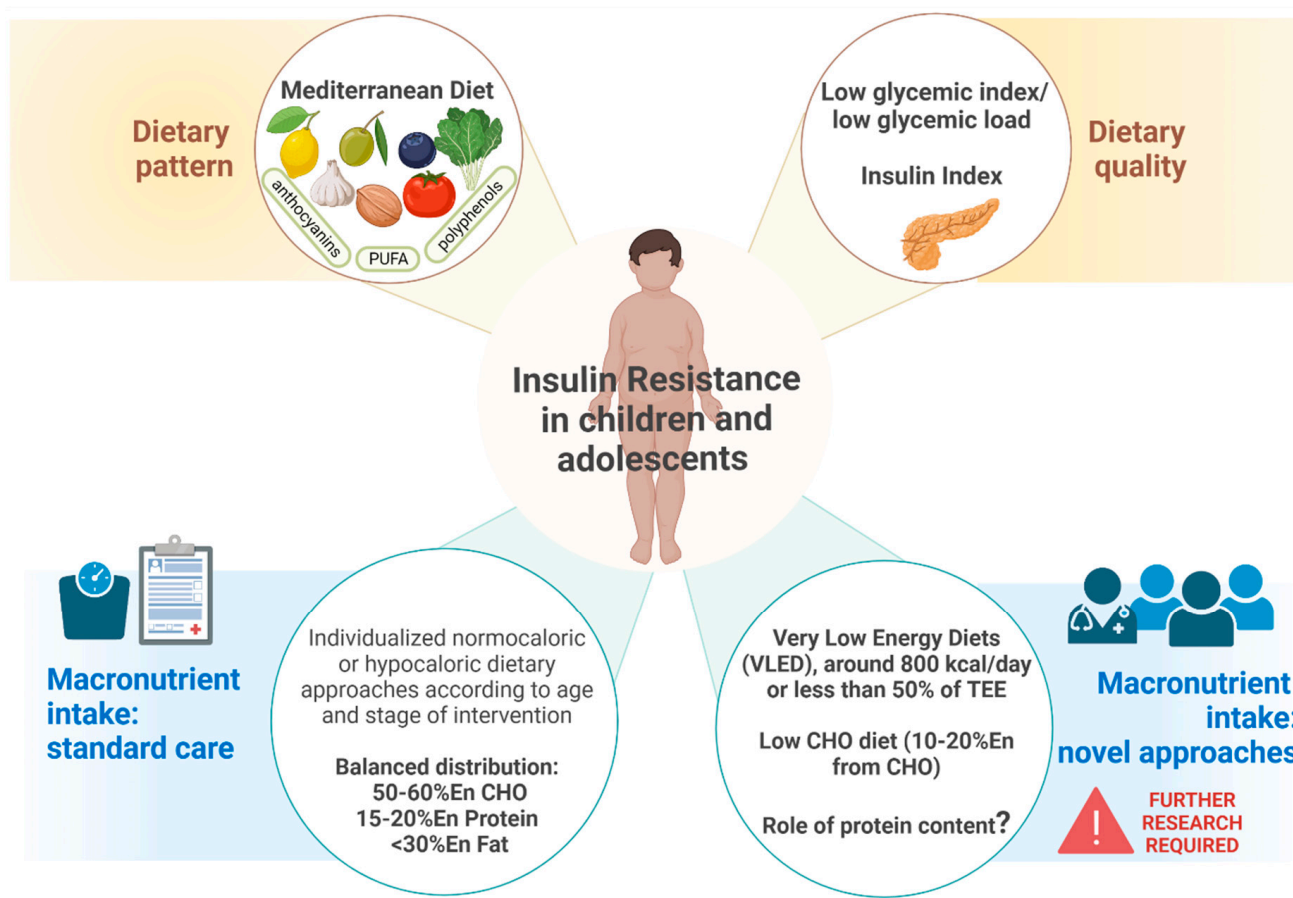 Dietary
pattern
Mediterranean Diet
anthocyanins
PUFA
polyphenols
Low glycemic index/
low glycemic load
Insulin Index
Dietary
quality
Insulin Resistance
in children and
adolescents
Macronutrient
intake:
standard care
Individualized normocaloric
or hypocaloric dietary
approaches according to age
and stage of intervention
Balanced distribution:
50-60%En CHO
15-20%En Protein
<30%En Fat
Very Low Energy Diets
(VLED), around 800 kcal/day
or less than 50% of TEE
Low CHO diet (10-20%En
from CHO)
Role of protein content?
Macronutrient
intake:
novel approaches
FURTHER
RESEARCH
REQUIRED